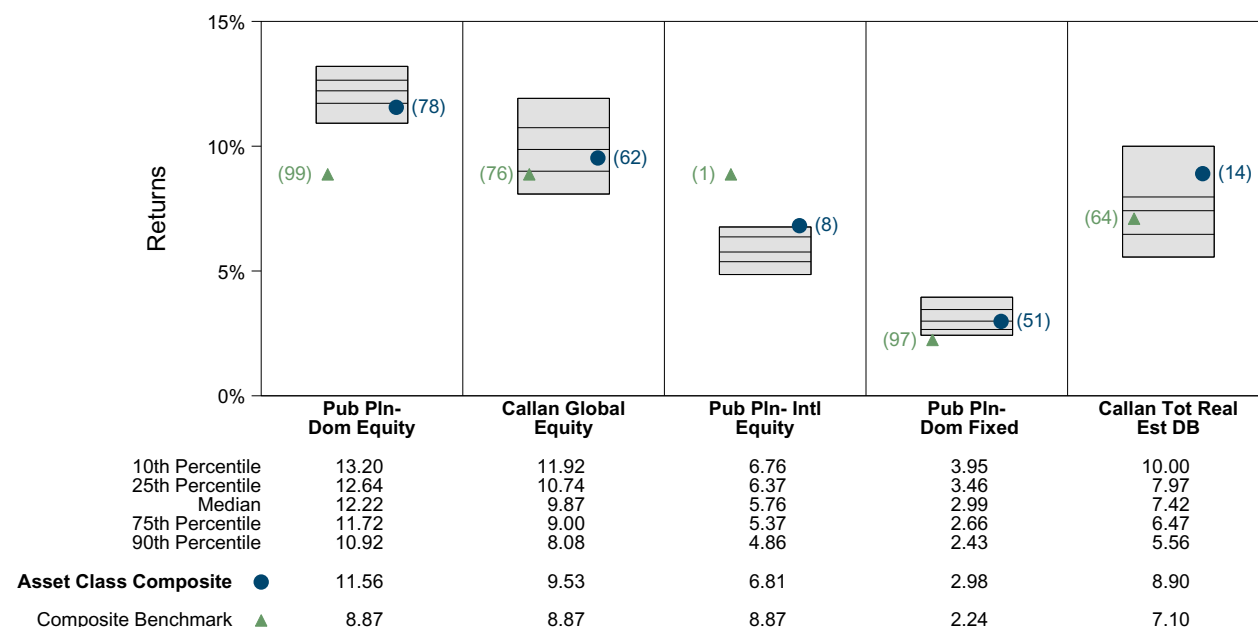 15%
10%
5%
0%
Returns
(78)
(99)
(62)
(76)
(8)
(1)
(51)
(97)
(14)
(64)
Pub Pln-
Dom Equity
Callan Global
Equity
Pub Pln- Intl
Equity
Pub Pln-
Dom Fixed
Callan Tot Real
Est DB
10th Percentile 13.20 11.92 6.76 3.95 10.00
25th Percentile 12.64 10.74 6.37 3.46 7.97
Median 12.22 9.87 5.76 2.99 7.42
75th Percentile 11.72 9.00 5.37 2.66 6.47
90th Percentile 10.92 8.08 4.86 2.43 5.56
Asset Class Composite 11.56 9.53 6.81 2.98 8.90
Composite Benchmark 8.87 8.87 8.87 2.24 7.10